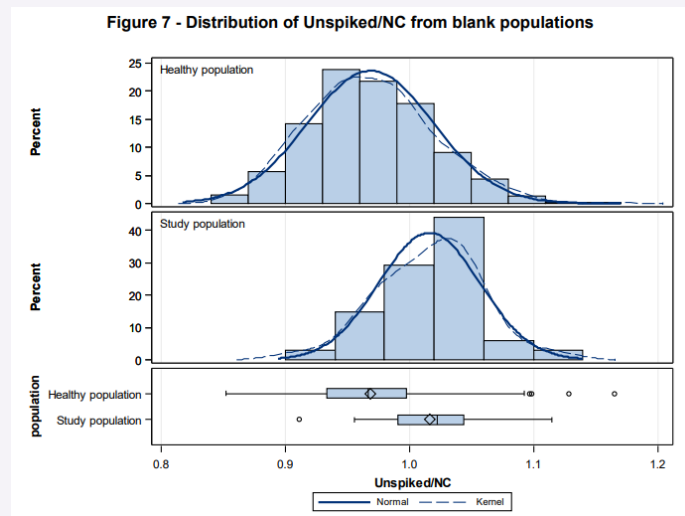 Figure 7 - Distribution of Unspiked/NC from blank populations
Healthy population
Percent
25
20
15
10
5
0
Study population
Percent
40
30
20
10
0
population
Healthy population
Study population
0.8 0.9 1.0 1.1 1.2
Unspiked/NC
Normal Kernel